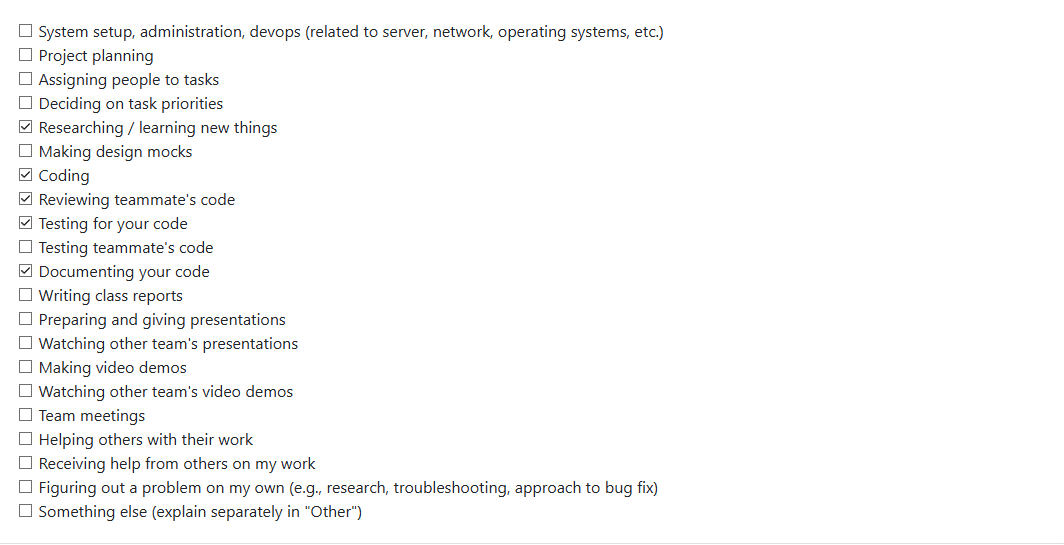 System setup, administration, devops (related to server, network, operating systems, etc.)
Project planning
Assigning people to tasks
Deciding on task priorities
Researching / learning new things
Making design mocks
Coding
Reviewing teammate's code
Testing for your code
Testing teammate's code
Documenting your code
Writing class reports
Preparing and giving presentations
Watching other team's presentations
Making video demos
Watching other team's video demos
Team meetings
Helping others with their work
Receiving help from others on my work
Figuring out a problem on my own (e.g., research, troubleshooting, approach to bug fix)
Something else (explain separately in "Other")